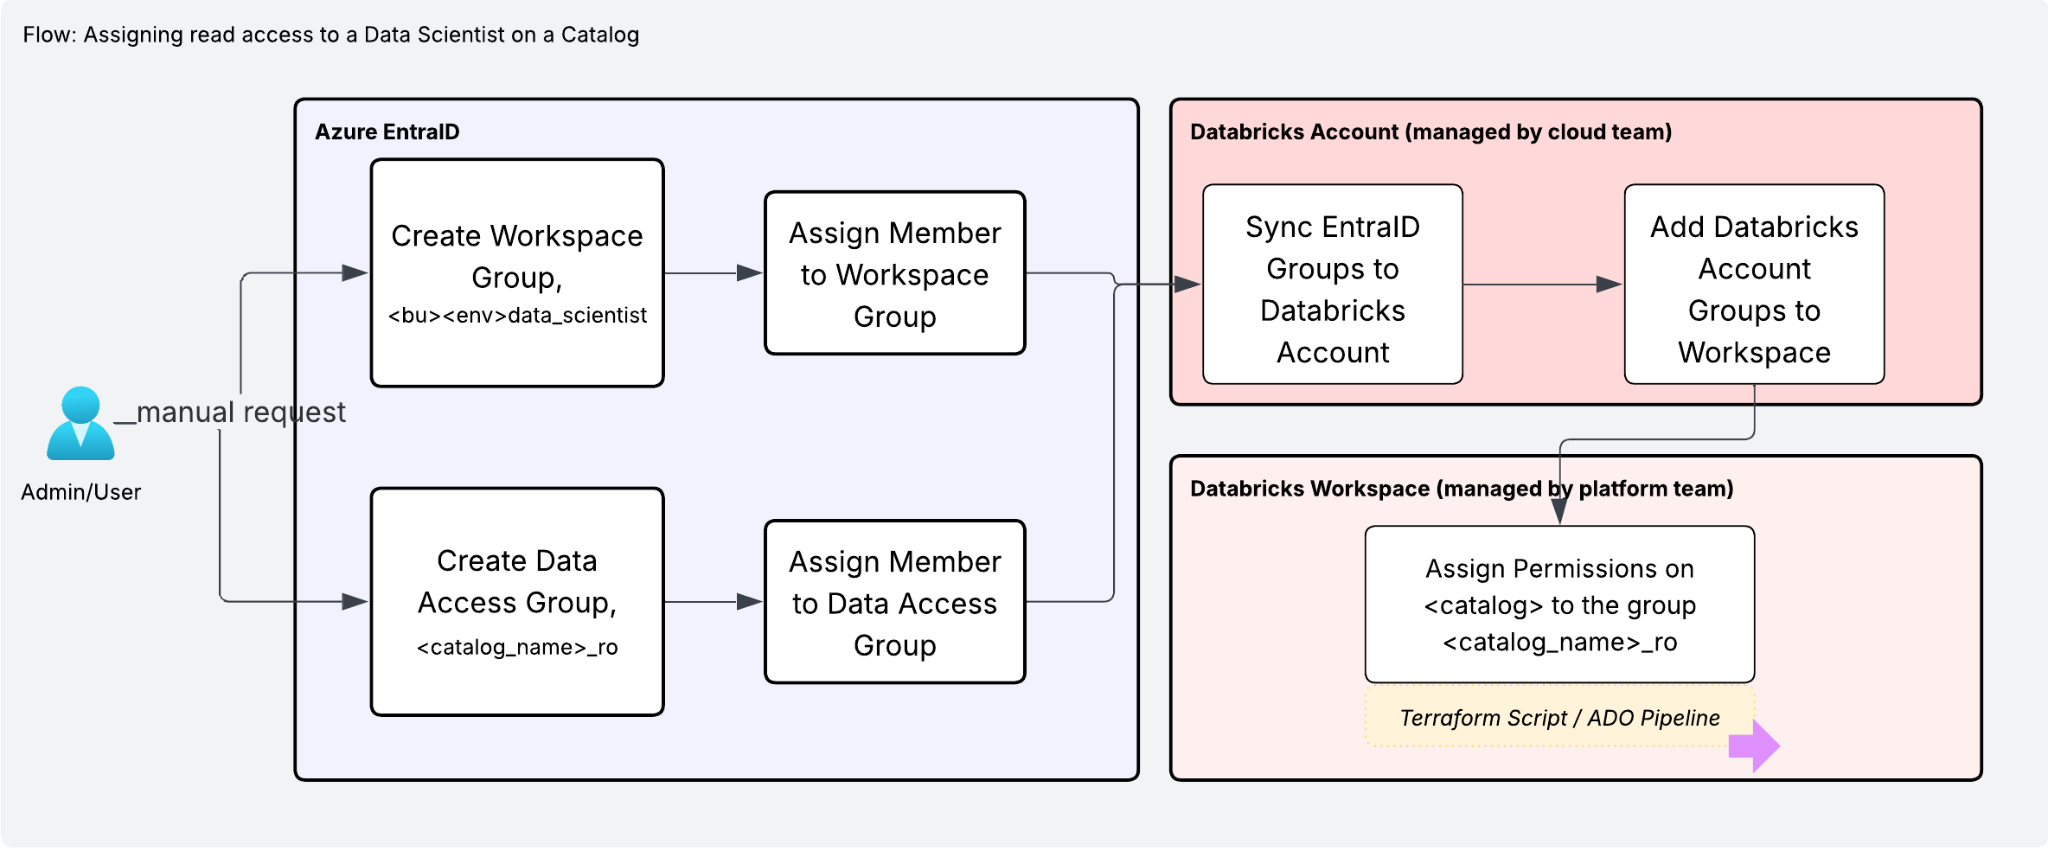 Flow: Assigning read access to a Data Scientist on a Catalog
Azure EntraID
Create Workspace
Group,
<bu><env>data_scientist
Assign Member
to Workspace
Group
__manual request
Admin/User
Create Data
Access Group,
<catalog_name>_ro
Assign Member
to Data Access
Group
Databricks Account (managed by cloud team)
Sync EntraID
Groups to
Databricks
Account
Add Databricks
Account
Groups to
Workspace
Databricks Workspace (managed by platform team)
Assign Permissions on
<catalog> to the group
<catalog_name>_ro
Terraform Script / ADO Pipeline